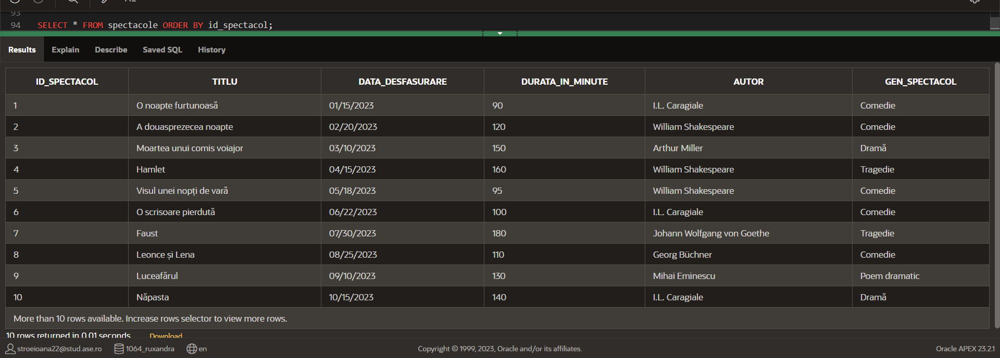 93
94 SELECT * FROM spectacole ORDER BY id_spectacol;
Results Explain Describe Saved SQL History
ID_SPECTACOL TITLU DATA_DESFASURARE DURATA_IN_MINUTE AUTOR GEN_SPECTACOL
1 O noapte furtunoasă 01/15/2023 90 I.L. Caragiale Comedie
2 A douasprezecea noapte 02/20/2023 120 William Shakespeare Comedie
3 Moartea unui comis voiajor 03/10/2023 150 Arthur Miller Dramă
4 Hamlet 04/15/2023 160 William Shakespeare Tragedie
5 Visul unei nopți de vară 05/18/2023 95 William Shakespeare Comedie
6 O scrisoare pierdută 06/22/2023 100 I.L. Caragiale Comedie
7 Faust 07/30/2023 180 Johann Wolfgang von Goethe Tragedie
8 Leonce și Lena 08/25/2023 110 Georg Büchner Comedie
9 Luceafărul 09/10/2023 130 Mihai Eminescu Poem dramatic
10 Năpasta 10/15/2023 140 I.L. Caragiale Dramă
More than 10 rows available. Increase rows selector to view more rows.
10 rows returned in 0.01 seconds Download
stroeioana22@stud.ase.ro 1064_ruxandra en Copyright © 1999, 2023, Oracle and/or its affiliates. Oracle APEX 23.2.1